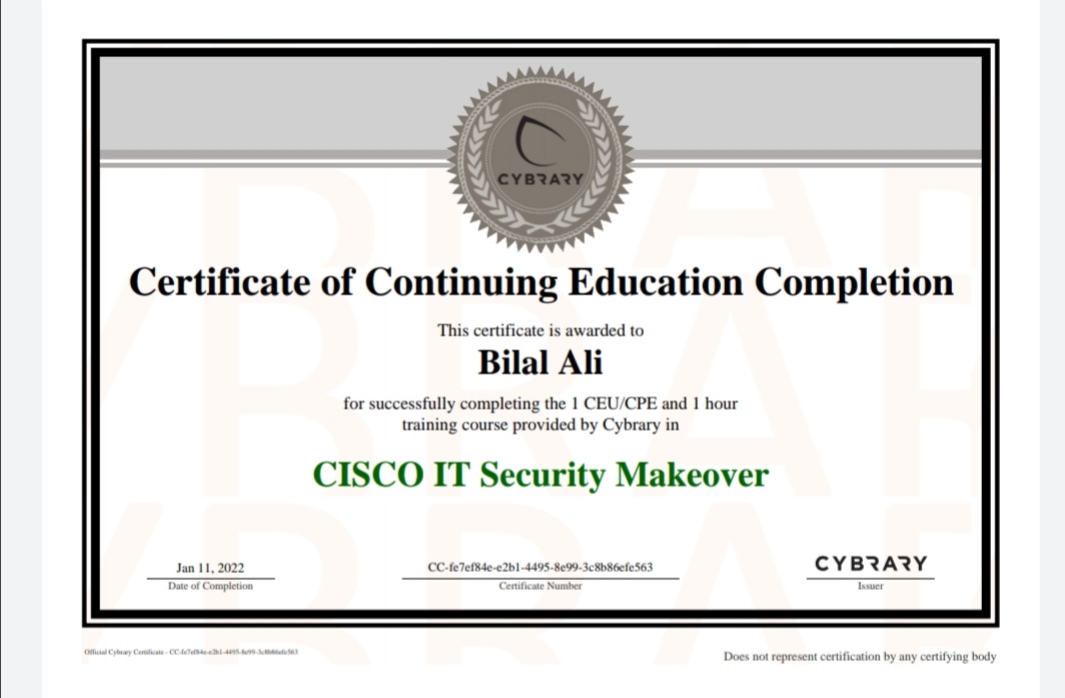 CYBRARY
Certificate of Continuing Education Completion
This certificate is awarded to
Bilal Ali
for successfully completing the 1 CEU/CPE and 1 hour
training course provided by Cybrary in
CISCO IT Security Makeover
Jan 11, 2022
Date of Completion
CC-fe7ef84e-e2b1-4495-8e99-3c8b86efe563
Certificate Number
CYBRARY
Issuer
Official Cybrary Certificate - CC-fe7ef84e-e2b1-4495-8e99-3c8b86efe563
Does not represent certification by any certifying body